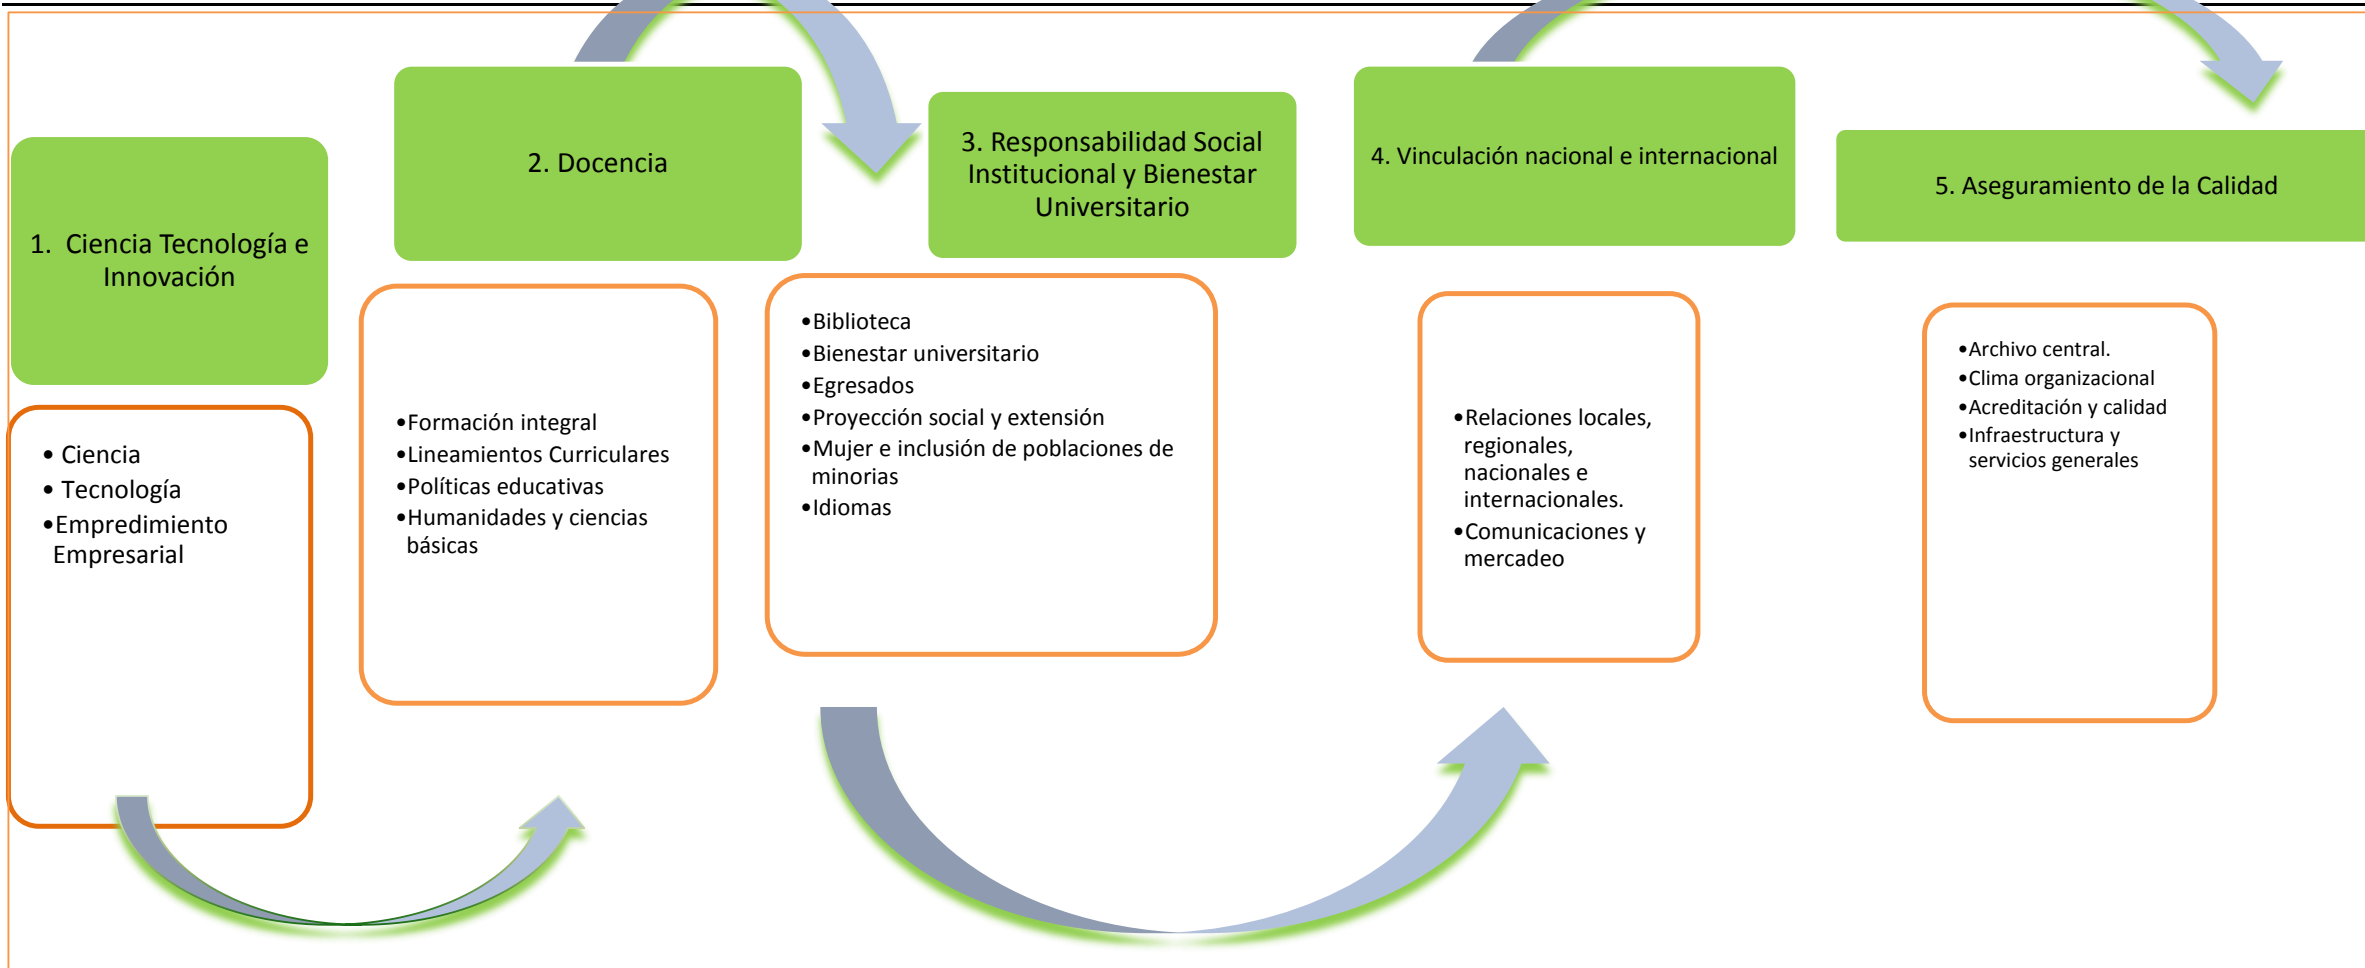 1. Ciencia Tecnología e
Innovación
• Ciencia
• Tecnología
•Empredimiento
Empresarial
2. Docencia
•Formación integral
•Lineamientos Curriculares
•Políticas educativas
•Humanidades y ciencias
básicas
3. Responsabilidad Social
Institucional y Bienestar
Universitario
•Biblioteca
•Bienestar universitario
•Egresados
•Proyección social y extensión
•Mujer e inclusión de poblaciones de
minorias
•Idiomas
4. Vinculación nacional e internacional
•Relaciones locales,
regionales,
nacionales e
internacionales.
•Comunicaciones y
mercadeo
5. Aseguramiento de la Calidad
•Archivo central.
•Clima organizacional
•Acreditación y calidad
•Infraestructura y
servicios generales